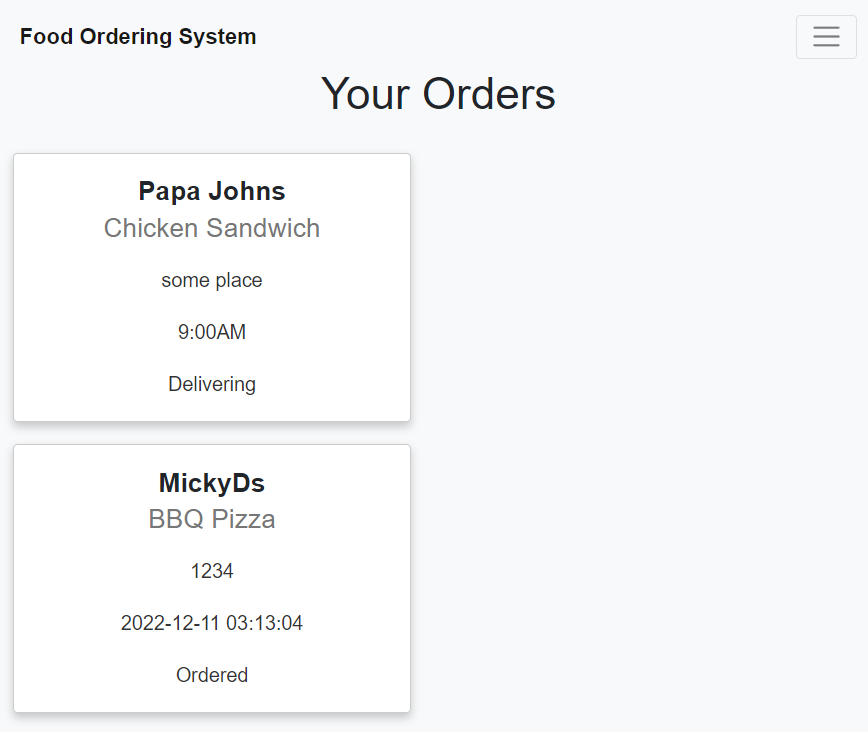 Food Ordering System
Your Orders
Papa Johns
Chicken Sandwich
some place
9:00AM
Delivering
MickyDs
BBQ Pizza
1234
2022-12-11 03:13:04
Ordered